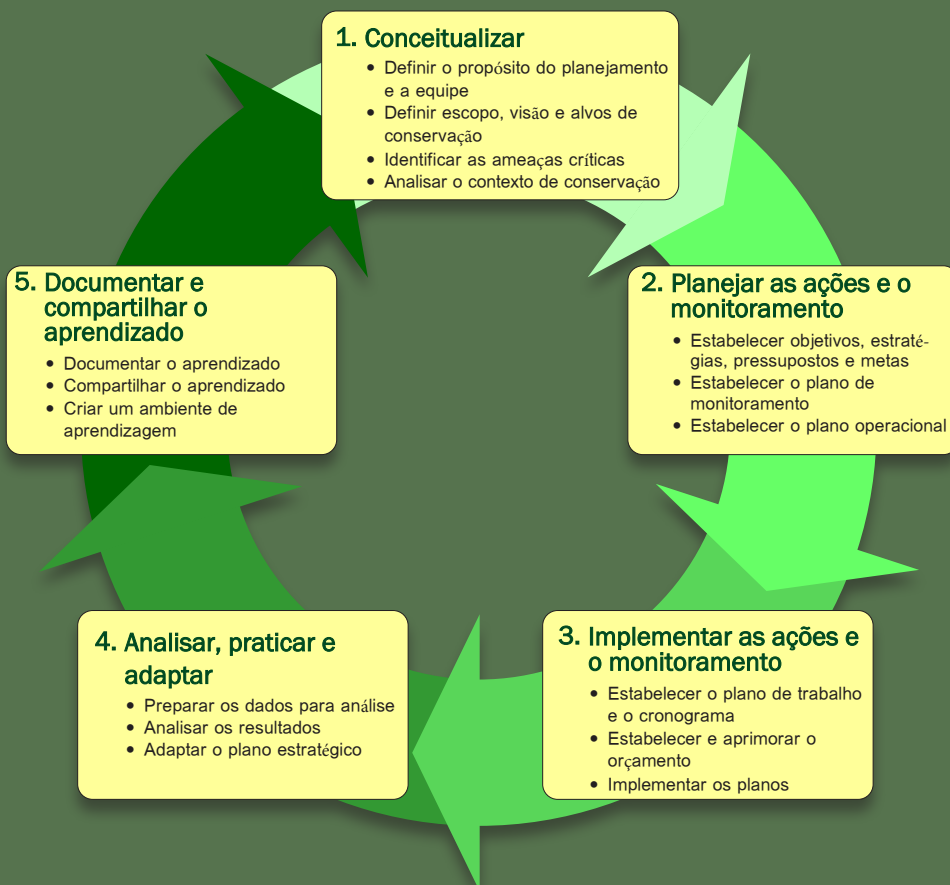 1. Conceitualizar
• Definir o propósito do planejamento
e a equipe
• Definir escopo, visão e alvos de
conservação
• Identificar as ameaças críticas
• Analisar o contexto de conservação
2. Planejar as ações e o
monitoramento
• Estabelecer objetivos, estraté-
gias, pressupostos e metas
• Estabelecer o plano de
monitoramento
• Estabelecer o plano operacional
3. Implementar as ações e
o monitoramento
• Estabelecer o plano de trabalho
e o cronograma
• Estabelecer e aprimorar o
orçamento
• Implementar os planos
4. Analisar, praticar e
adaptar
• Preparar os dados para análise
• Analisar os resultados
• Adaptar o plano estratégico
5. Documentar e
compartilhar o
aprendizado
• Documentar o aprendizado
• Compartilhar o aprendizado
• Criar um ambiente de
aprendizagem